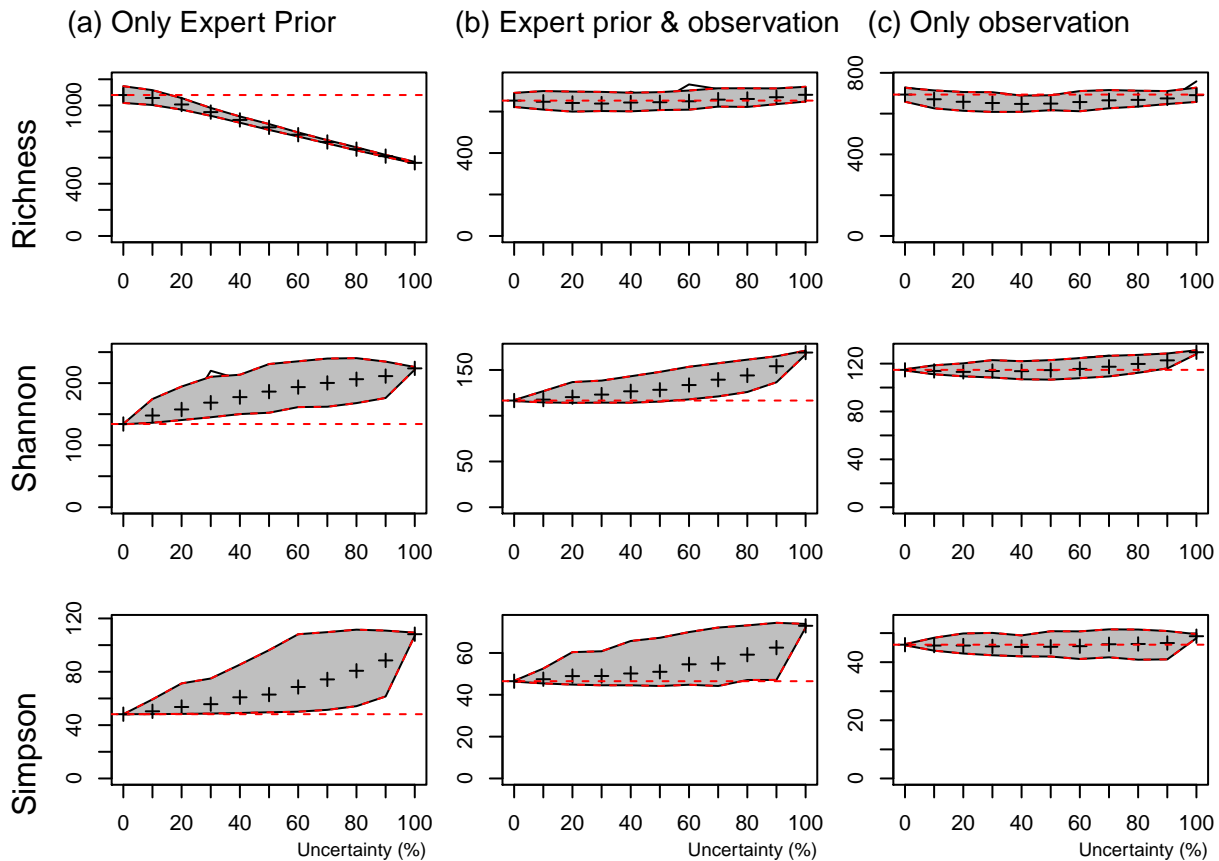 (a) Only Expert Prior
(b) Expert prior & observation
(c) Only observation
Richness
0 400 1000
0 20 40 60 80 100
0 400
0 20 40 60 80 100
0 400 800
0 20 40 60 80 100
Shannon
0 100 200
0 20 40 60 80 100
0 50 150
0 20 40 60 80 100
0 40 80 120
0 20 40 60 80 100
Simpson
0 40 80 120
0 20 40 60 80 100
Uncertainty (%)
0 20 40 60
0 20 40 60 80 100
Uncertainty (%)
0 20 40
0 20 40 60 80 100
Uncertainty (%)